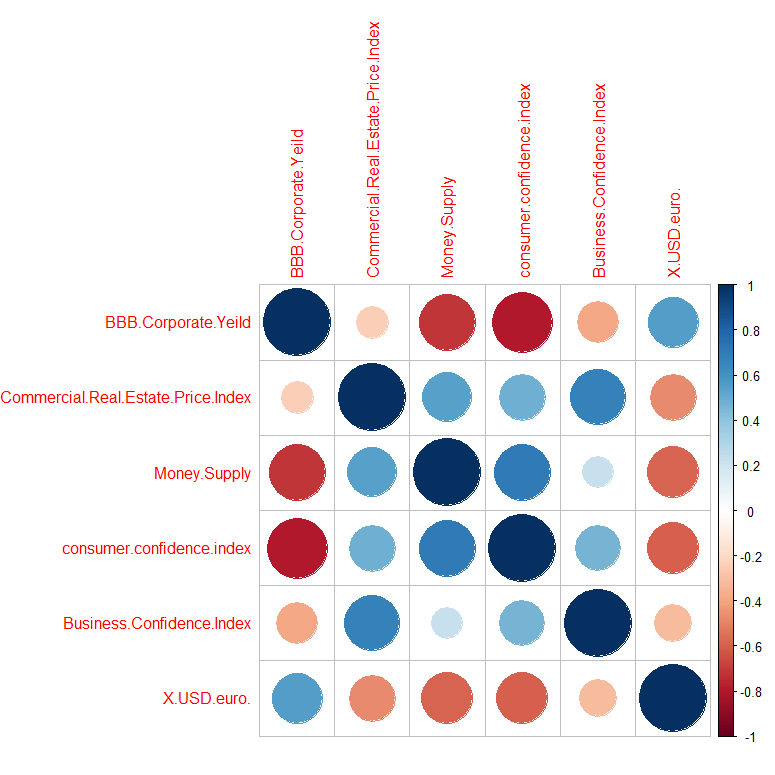 BBB.Corporate.Yeild
Commercial.Real.Estate.Price.Index
Money.Supply
consumer.confidence.index
Business.Confidence.Index
X.USD.euro.
BBB.Corporate.Yeild
Commercial.Real.Estate.Price.Index
Money.Supply
consumer.confidence.index
Business.Confidence.Index
X.USD.euro.
1
0.8
0.6
0.4
0.2
0
-0.2
-0.4
-0.6
-0.8
-1